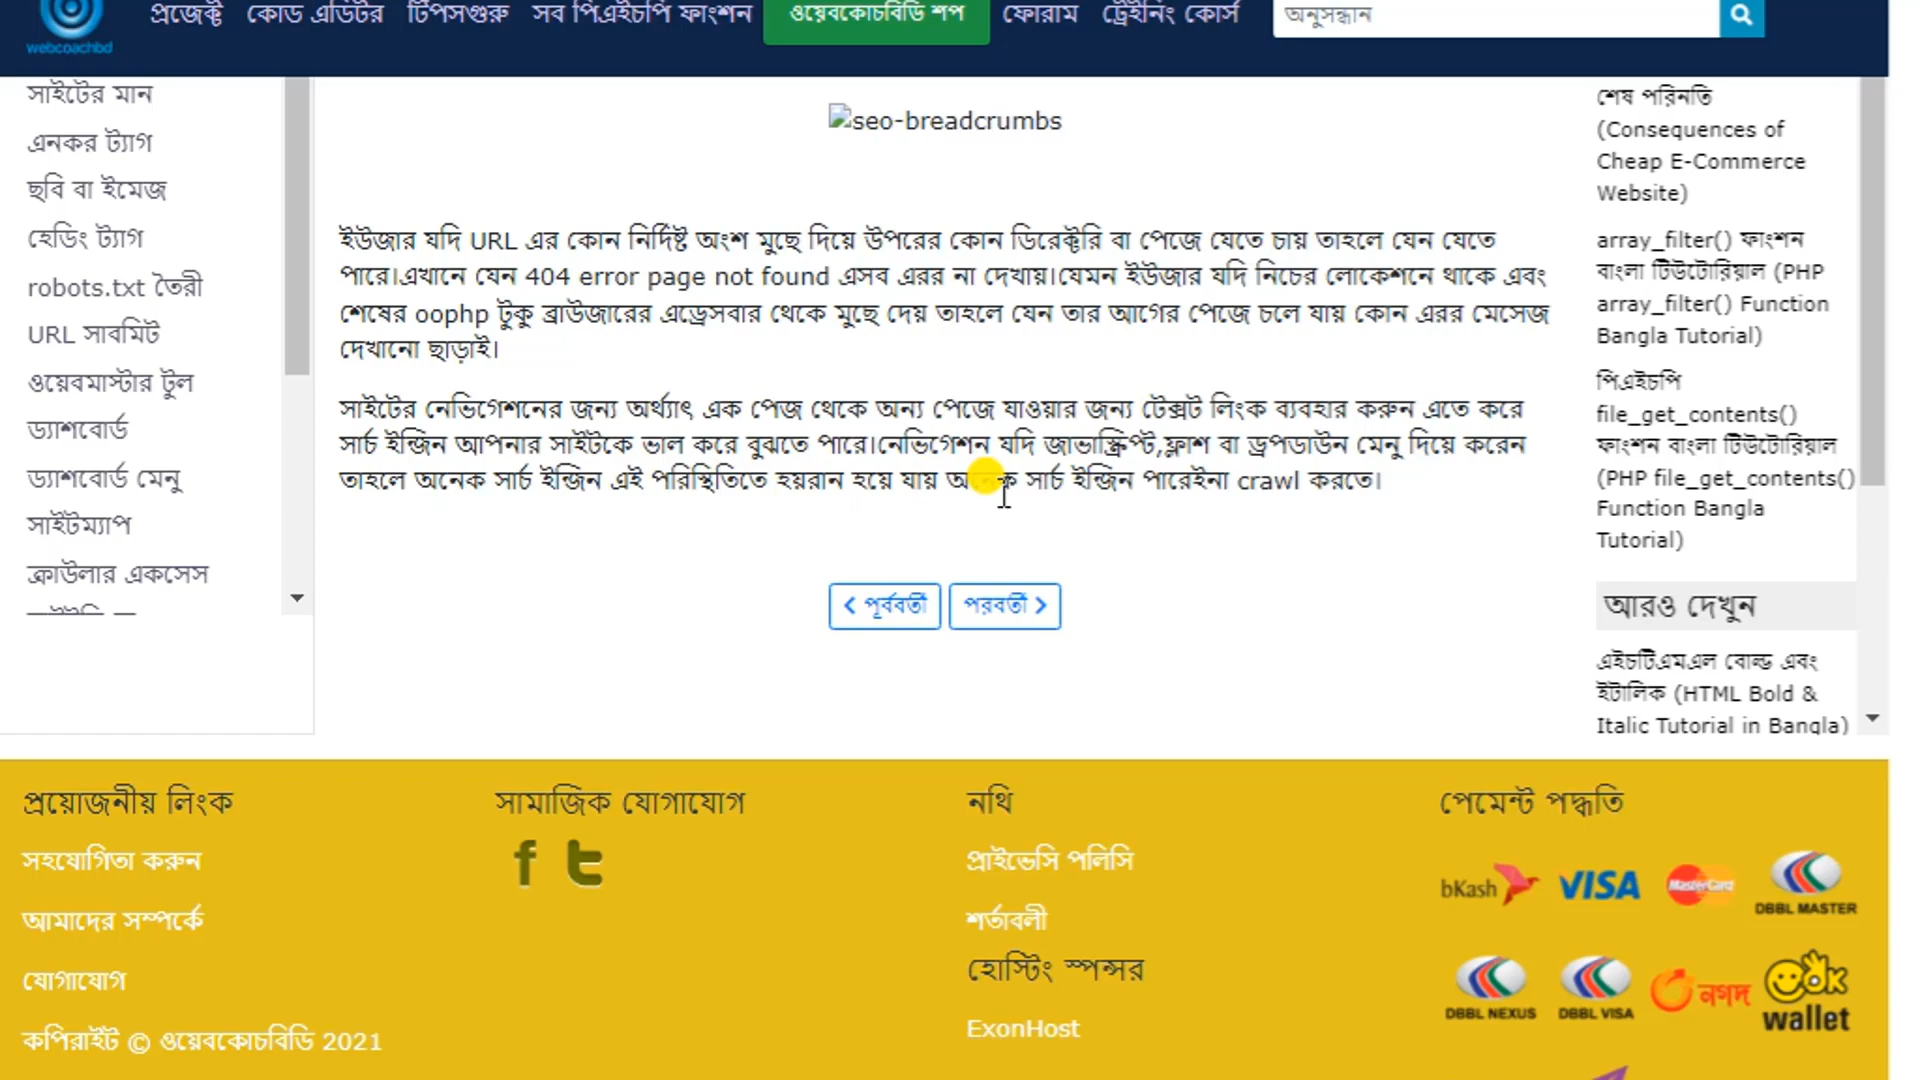 প্রজেক্ট কোড এডিটর টিপসগুরু সব পিএইচপি ফাংশন ওয়েবকোচবিডি শপ ফোরাম ট্রেইনিং কোর্স অনুসন্ধান
webcoachbd
সাইটের মান
এনকর ট্যাগ
ছবি বা ইমেজ
হেডিং ট্যাগ
robots.txt তৈরী
URL সাবমিট
ওয়েবমাস্টার টুল
ড্যাশবোর্ড
ড্যাশবোর্ড মেনু
সাইটম্যাপ
ক্রাউলার একসেস
seo-breadcrumbs
ইউজার যদি URL এর কোন নির্দিষ্ট অংশ মুছে দিয়ে উপরের কোন ডিরেক্টরি বা পেজে যেতে চায় তাহলে যেন যেতে
পারে।এখানে যেন 404 error page not found এসব এরর না দেখায়।যেমন ইউজার যদি নিচের লোকেশনে থাকে এবং
শেষের oophp টুকু ব্রাউজারের এড্রেসবার থেকে মুছে দেয় তাহলে যেন তার আগের পেজে চলে যায় কোন এরর মেসেজ
দেখানো ছাড়াই।
সাইটের নেভিগেশনের জন্য অর্থ্যাৎ এক পেজ থেকে অন্য পেজে যাওয়ার জন্য টেক্সট লিংক ব্যবহার করুন এতে করে
সার্চ ইন্জিন আপনার সাইটকে ভাল করে বুঝতে পারে।নেভিগেশন যদি জাভাস্ক্রিপ্ট,ফ্লাশ বা ড্রপডাউন মেনু দিয়ে করেন
তাহলে অনেক সার্চ ইন্জিন এই পরিস্থিতিতে হয়রান হয়ে যায় অনেক সার্চ ইন্জিন পারেইনা crawl করতে।
পূর্ববর্তী পরবর্তী
শেষ পরিনতি
(Consequences of
Cheap E-Commerce
Website)
array_filter() ফাংশন
বাংলা টিউটোরিয়াল (PHP
array_filter() Function
Bangla Tutorial)
পিএইচপি
file_get_contents()
ফাংশন বাংলা টিউটোরিয়াল
(PHP file_get_contents()
Function Bangla
Tutorial)
আরও দেখুন
এইচটিএমএল বোল্ড এবং
ইটালিক (HTML Bold &
Italic Tutorial in Bangla)
প্রয়োজনীয় লিংক
সহযোগিতা করুন
আমাদের সম্পর্কে
যোগাযোগ
কপিরাইট © ওয়েবকোচবিডি 2021
সামাজিক যোগাযোগ
নথি
প্রাইভেসি পলিসি
শর্তাবলী
হোস্টিং স্পন্সর
ExonHost
পেমেন্ট পদ্ধতি
bKash VISA MasterCard DBBL MASTER
DBBL NEXUS DBBL VISA নগদ ok wallet